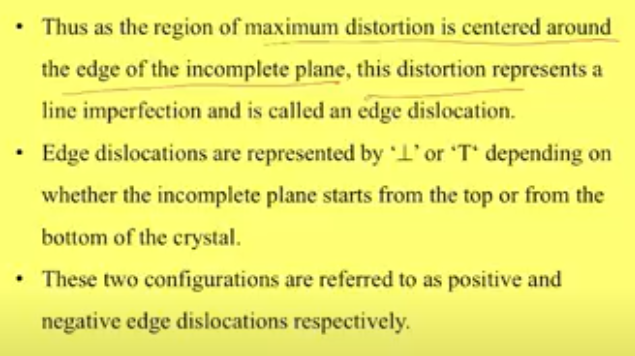 • Thus as the region of maximum distortion is centered around
the edge of the incomplete plane, this distortion represents a
line imperfection and is called an edge dislocation.
• Edge dislocations are represented by ‘⊥’ or ‘T‘ depending on
whether the incomplete plane starts from the top or from the
bottom of the crystal.
• These two configurations are referred to as positive and
negative edge dislocations respectively.